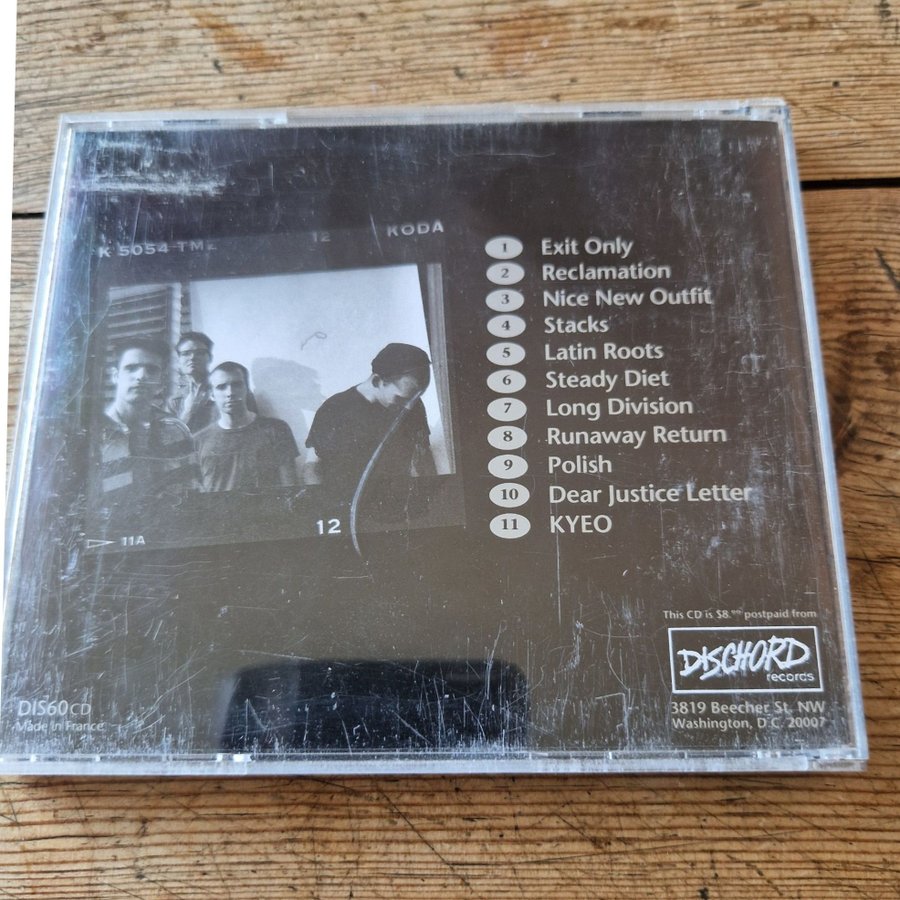 K 5054 TMZ 12 KODA
11A 12
1 Exit Only
2 Reclamation
3 Nice New Outfit
4 Stacks
5 Latin Roots
6 Steady Diet
7 Long Division
8 Runaway Return
9 Polish
10 Dear Justice Letter
11 KYEO
This CD is $8.00 postpaid from
DISCHORD
records
3819 Beecher St. NW
Washington, D.C. 20007
DIS60CD
Made in France